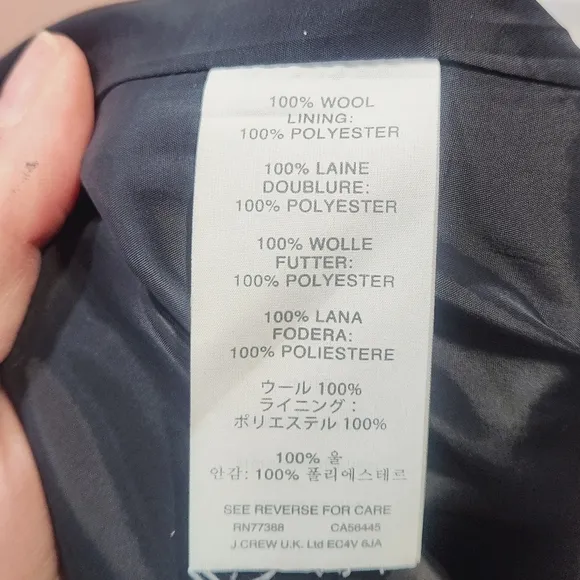 100% WOOL
LINING:
100% POLYESTER
100% LAINE
DOUBLURE:
100% POLYESTER
100% WOLLE
FUTTER:
100% POLYESTER
100% LANA
FODERA:
100% POLIESTERE
ウール 100%
ライニング :
ポリエステル 100%
100% 울
안감: 100% 폴리에스테르
SEE REVERSE FOR CARE
RN77388 CA56445
J.CREW U.K. Ltd EC4V 6JA